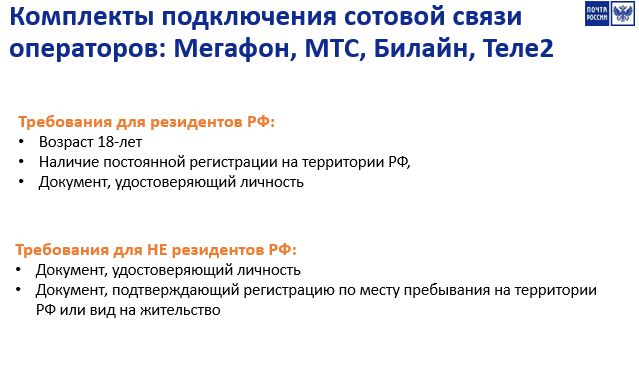 Комплекты подключения сотовой связи
операторов: Мегафон, МТС, Билайн, Теле2
ПОЧТА
РОССИИ
Требования для резидентов РФ:
• Возраст 18-лет
• Наличие постоянной регистрации на территории РФ,
• Документ, удостоверяющий личность
Требования для НЕ резидентов РФ:
• Документ, удостоверяющий личность
• Документ, подтверждающий регистрацию по месту пребывания на территории
РФ или вид на жительство